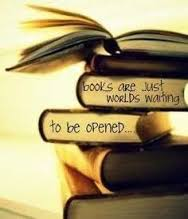 books are just
worlds waiting
to be opened...